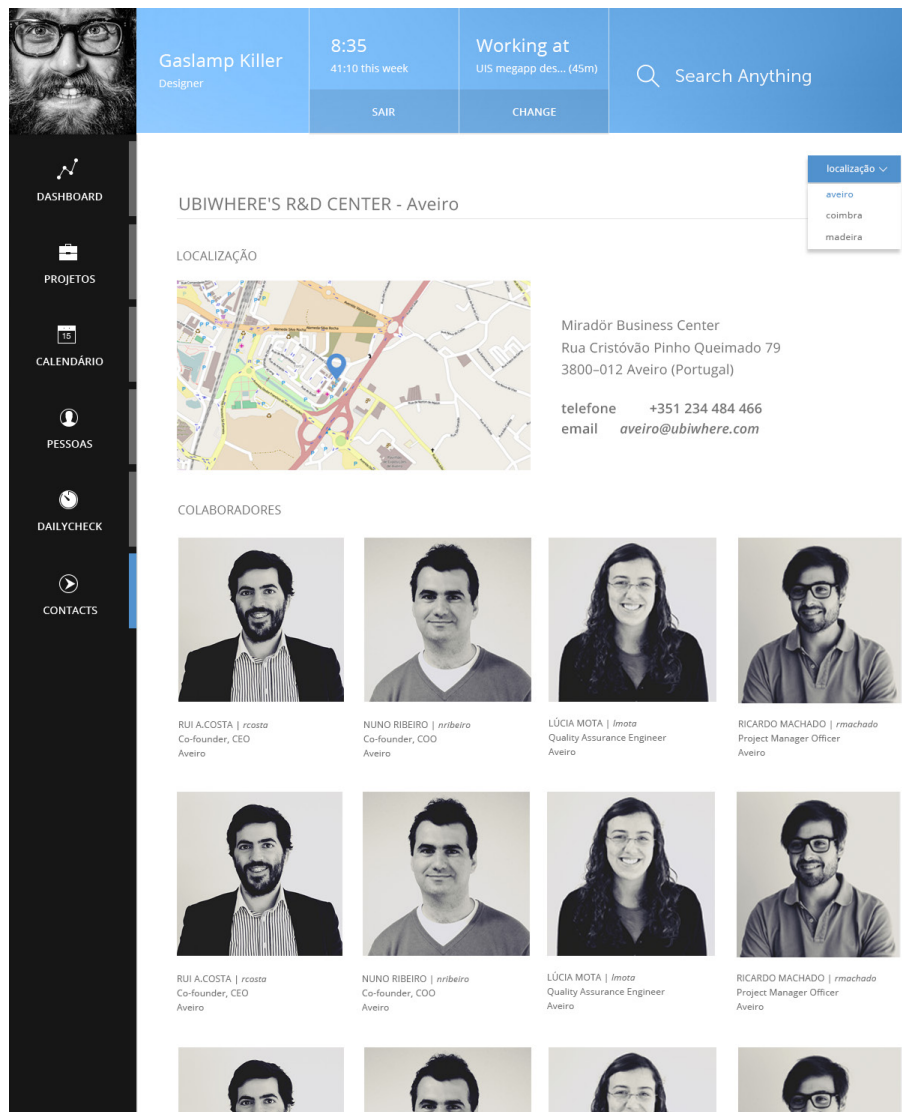 Gaslamp Killer
Designer
8:35
41:10 this week
SAIR
Working at
UIS megapp des... (45m)
CHANGE
Search Anything
DASHBOARD
PROJETOS
15
CALENDÁRIO
PESSOAS
DAILYCHECK
CONTACTS
localização
aveiro
coimbra
madeira
UBIWHERE'S R&D CENTER - Aveiro
LOCALIZAÇÃO
Miradör Business Center
Rua Cristóvão Pinho Queimado 79
3800–012 Aveiro (Portugal)
telefone +351 234 484 466
email aveiro@ubiwhere.com
COLABORADORES
RUI A.COSTA | rcosta
Co-founder, CEO
Aveiro
NUNO RIBEIRO | nribeiro
Co-founder, COO
Aveiro
LÚCIA MOTA | lmota
Quality Assurance Engineer
Aveiro
RICARDO MACHADO | rmachado
Project Manager Officer
Aveiro
RUI A.COSTA | rcosta
Co-founder, CEO
Aveiro
NUNO RIBEIRO | nribeiro
Co-founder, COO
Aveiro
LÚCIA MOTA | lmota
Quality Assurance Engineer
Aveiro
RICARDO MACHADO | rmachado
Project Manager Officer
Aveiro